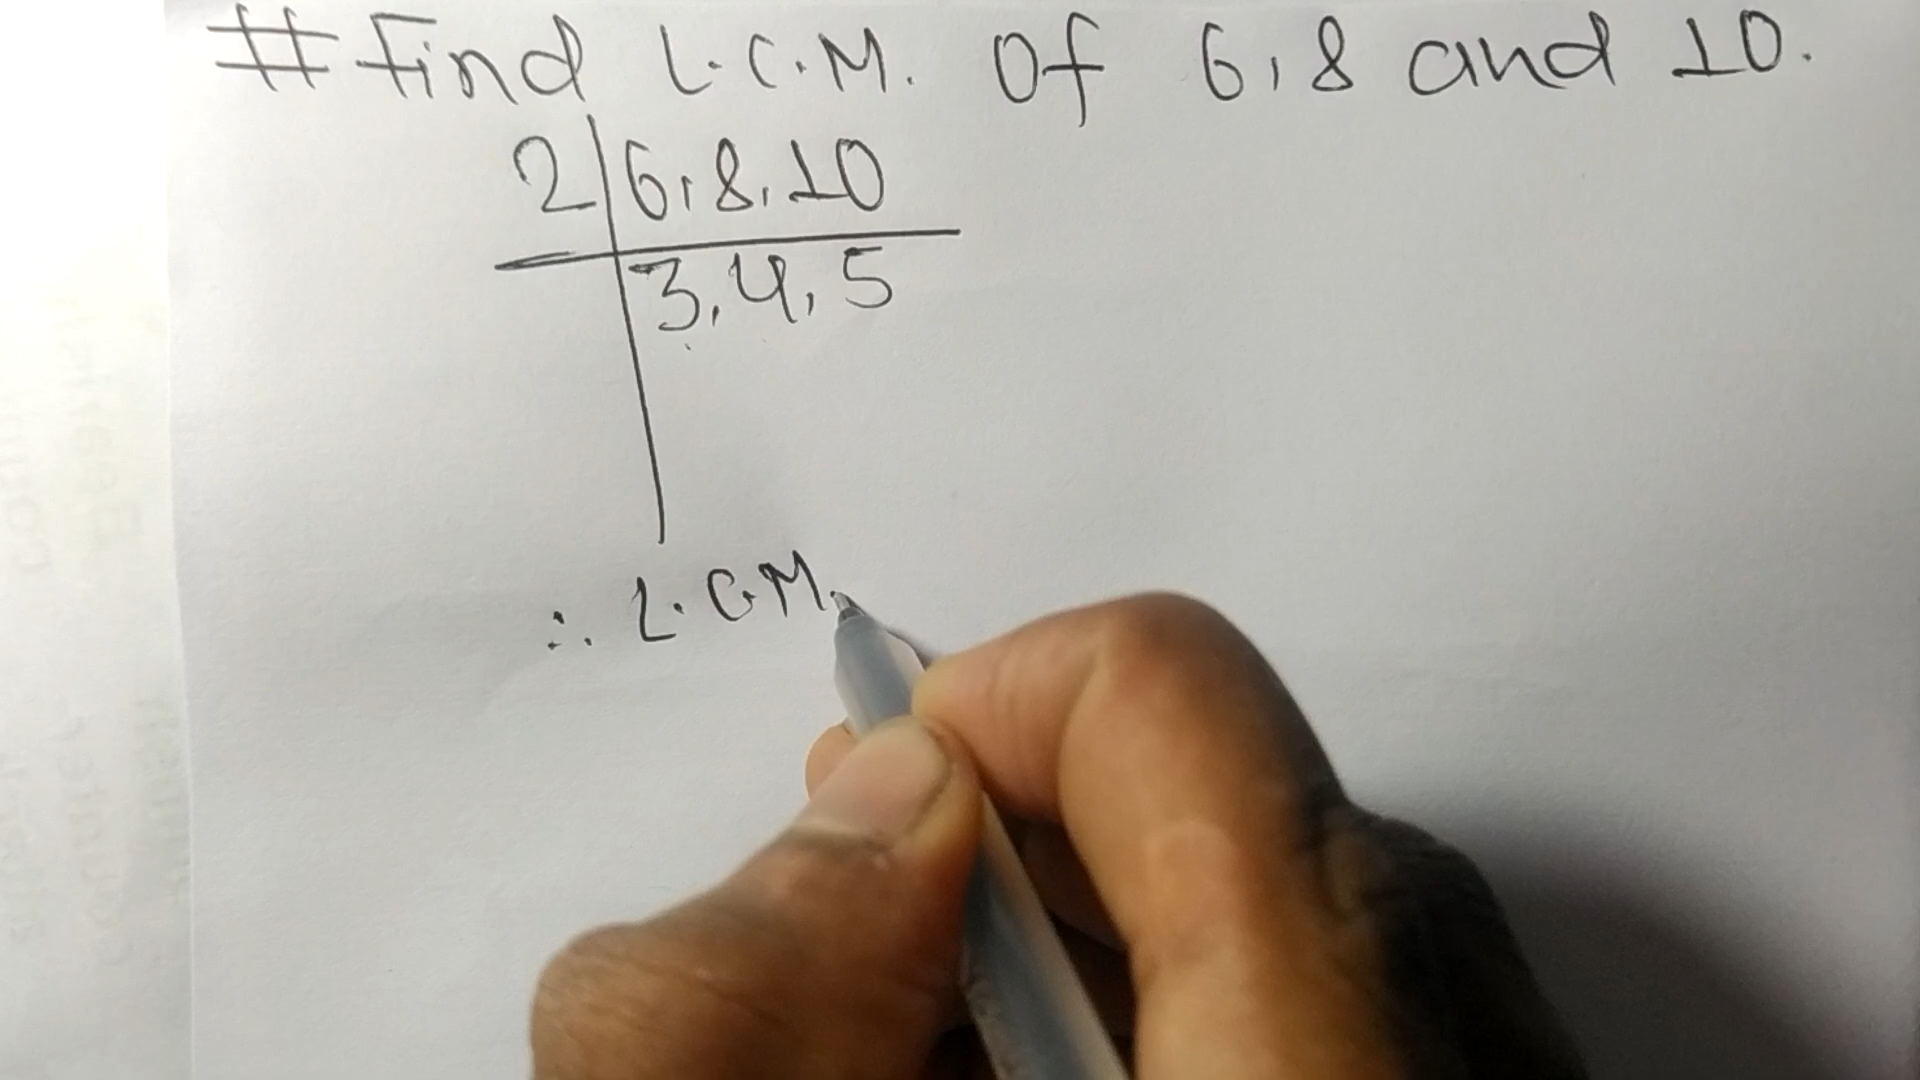 # Find L.C.M. Of 6,8 and 10.
2 | 6,8,10
3,4,5
∴ L.C.M.